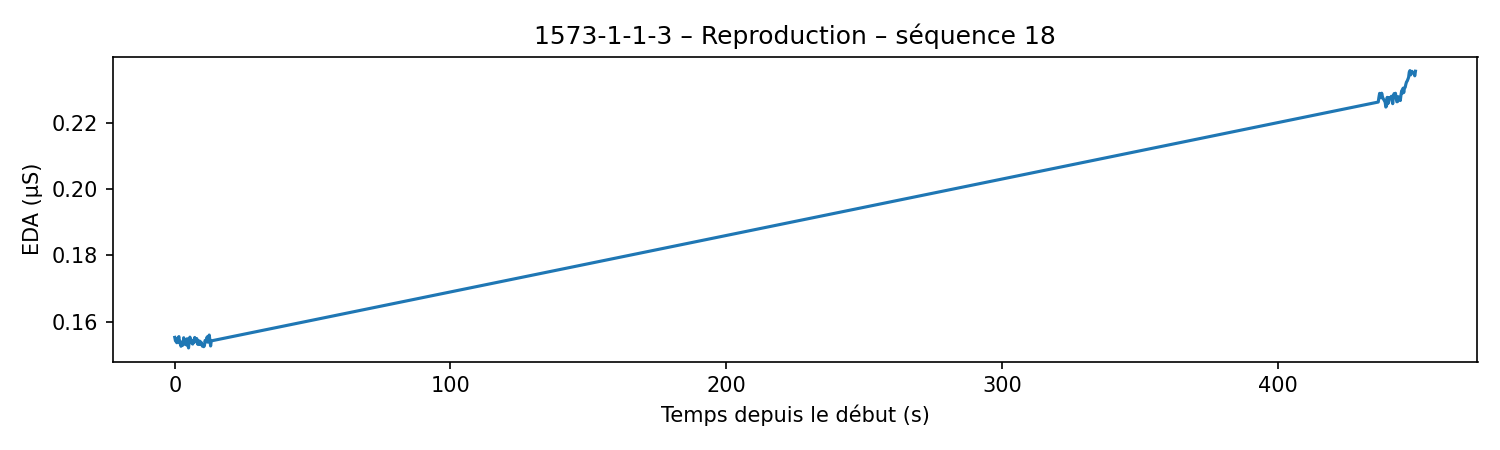 1573-1-1-3 – Reproduction – séquence 18
EDA (µS)
0.22
0.20
0.18
0.16
0 100 200 300 400
Temps depuis le début (s)